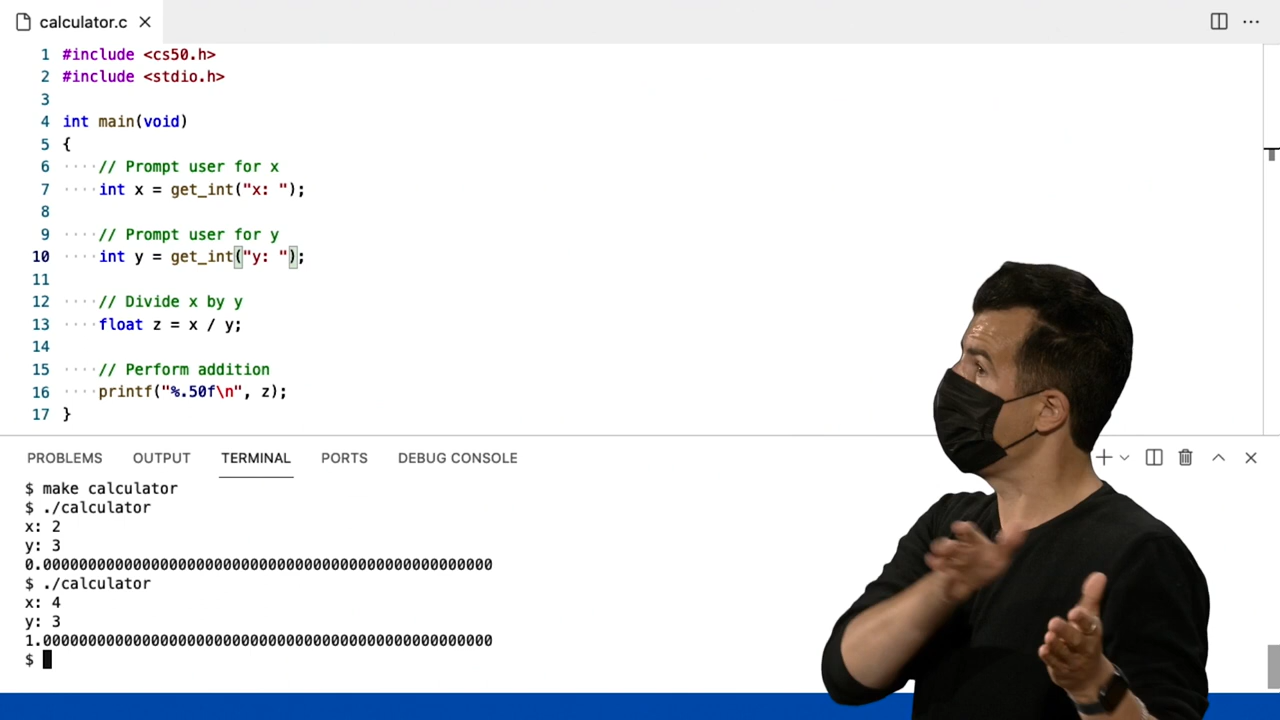 calculator.c
1 #include <cs50.h>
2 #include <stdio.h>
3
4 int main(void)
5 {
6 ····// Prompt user for x
7 ····int x = get_int("x: ");
8
9 ····// Prompt user for y
10 ····int y = get_int("y: ");
11
12 ····// Divide x by y
13 ····float z = x / y;
14
15 ····// Perform addition
16 ····printf("%.50f\n", z);
17 }
PROBLEMS OUTPUT TERMINAL PORTS DEBUG CONSOLE
$ make calculator
$ ./calculator
x: 2
y: 3
0.00000000000000000000000000000000000000000000000000
$ ./calculator
x: 4
y: 3
1.00000000000000000000000000000000000000000000000000
$